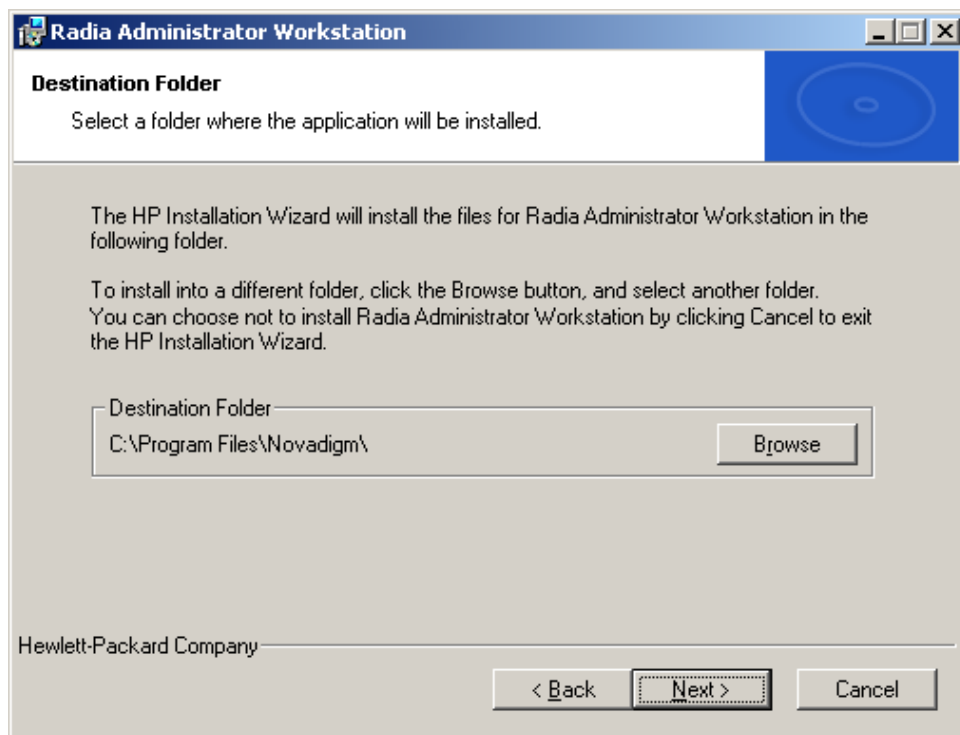 Radia Administrator Workstation
Destination Folder
Select a folder where the application will be installed.
The HP Installation Wizard will install the files for Radia Administrator Workstation in the
following folder.
To install into a different folder, click the Browse button, and select another folder.
You can choose not to install Radia Administrator Workstation by clicking Cancel to exit
the HP Installation Wizard.
Destination Folder
C:\Program Files\Novadigm\
Browse
Hewlett-Packard Company
< Back
Next >
Cancel